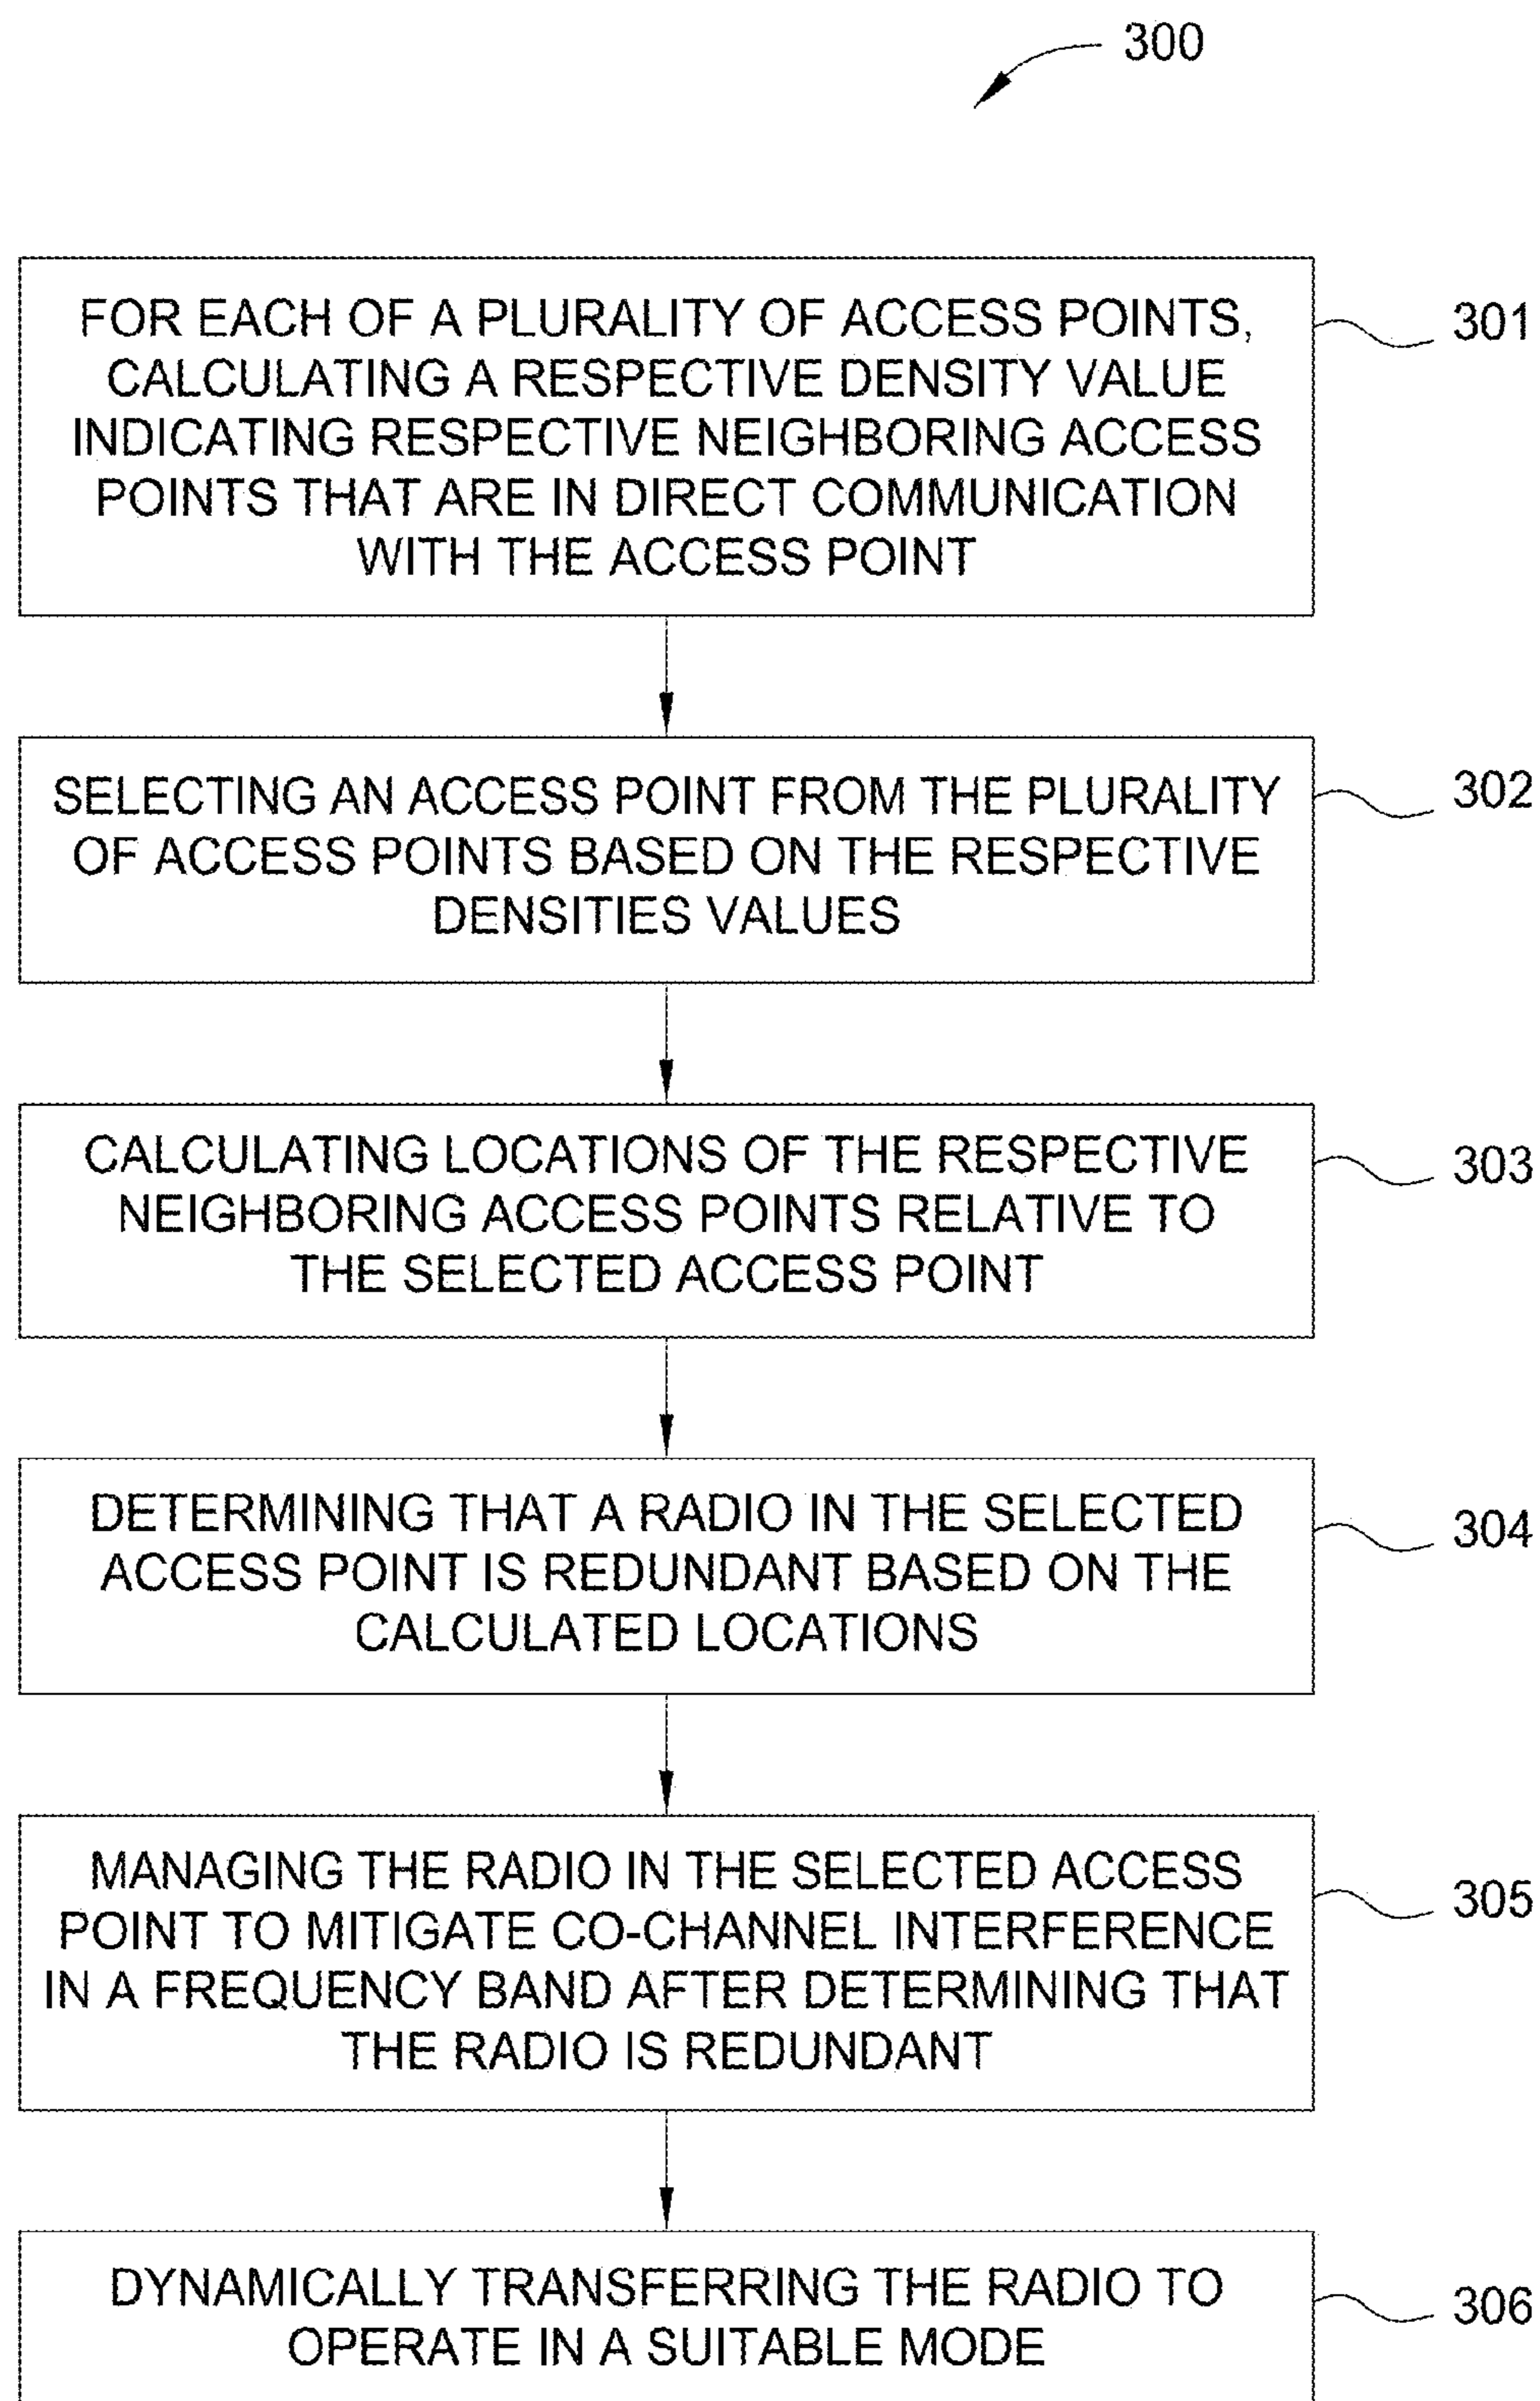 300
FOR EACH OF A PLURALITY OF ACCESS POINTS,
CALCULATING A RESPECTIVE DENSITY VALUE
INDICATING RESPECTIVE NEIGHBORING ACCESS
POINTS THAT ARE IN DIRECT COMMUNICATION
WITH THE ACCESS POINT
301
SELECTING AN ACCESS POINT FROM THE PLURALITY
OF ACCESS POINTS BASED ON THE RESPECTIVE
DENSITIES VALUES
302
CALCULATING LOCATIONS OF THE RESPECTIVE
NEIGHBORING ACCESS POINTS RELATIVE TO
THE SELECTED ACCESS POINT
303
DETERMINING THAT A RADIO IN THE SELECTED
ACCESS POINT IS REDUNDANT BASED ON THE
CALCULATED LOCATIONS
304
MANAGING THE RADIO IN THE SELECTED ACCESS
POINT TO MITIGATE CO-CHANNEL INTERFERENCE
IN A FREQUENCY BAND AFTER DETERMINING THAT
THE RADIO IS REDUNDANT
305
DYNAMICALLY TRANSFERRING THE RADIO TO
OPERATE IN A SUITABLE MODE
306